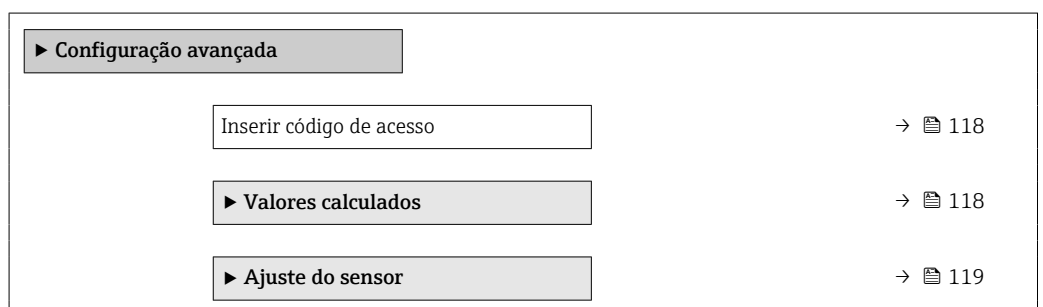 ▶ Configuração avançada
Inserir código de acesso → 118
▶ Valores calculados → 118
▶ Ajuste do sensor → 119